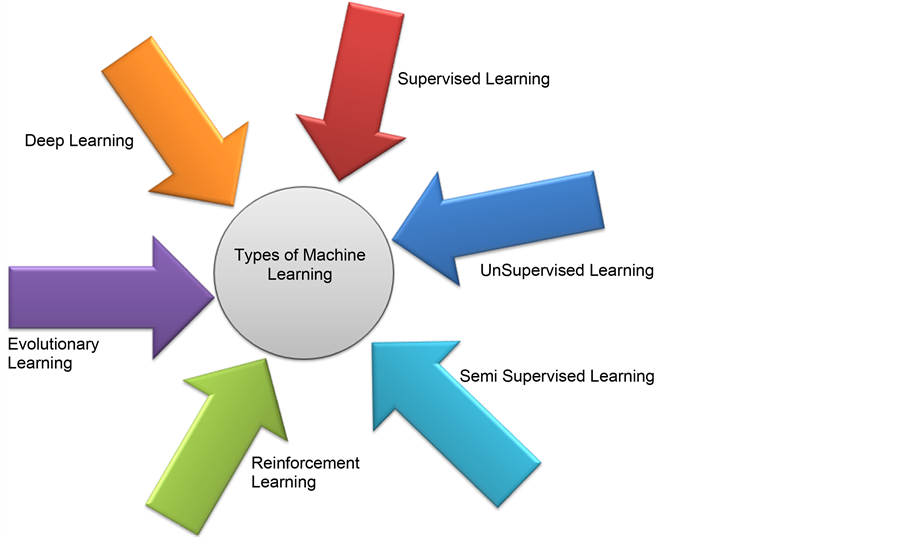 Supervised Learning
Deep Learning
Types of Machine
Learning
UnSupervised Learning
Evolutionary
Learning
Semi Supervised Learning
Reinforcement
Learning